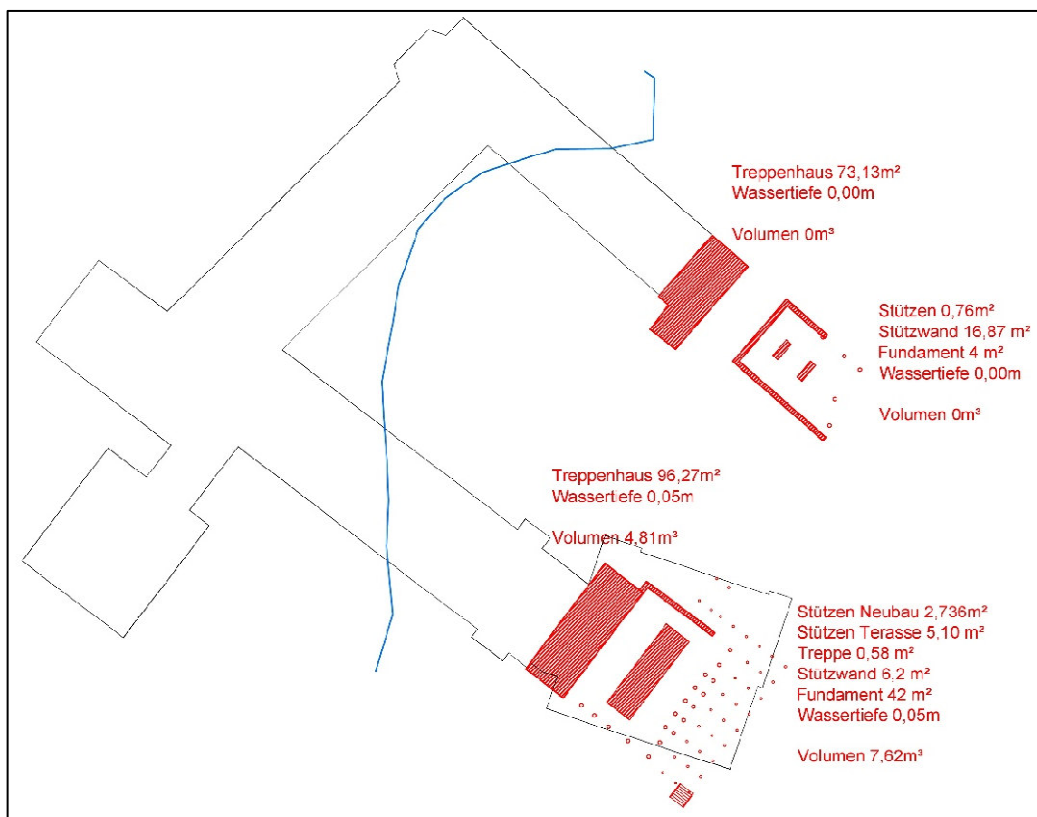 Treppenhaus 73,13m²
Wassertiefe 0,00m
Volumen 0m³
Stützen 0,76m²
Stützwand 16,87 m²
Fundament 4 m²
Wassertiefe 0,00m
Volumen 0m³
Treppenhaus 96,27m²
Wassertiefe 0,05m
Volumen 4,81m³
Stützen Neubau 2,736m²
Stützen Terasse 5,10 m²
Treppe 0,58 m²
Stützwand 6,2 m²
Fundament 42 m²
Wassertiefe 0,05m
Volumen 7,62m³